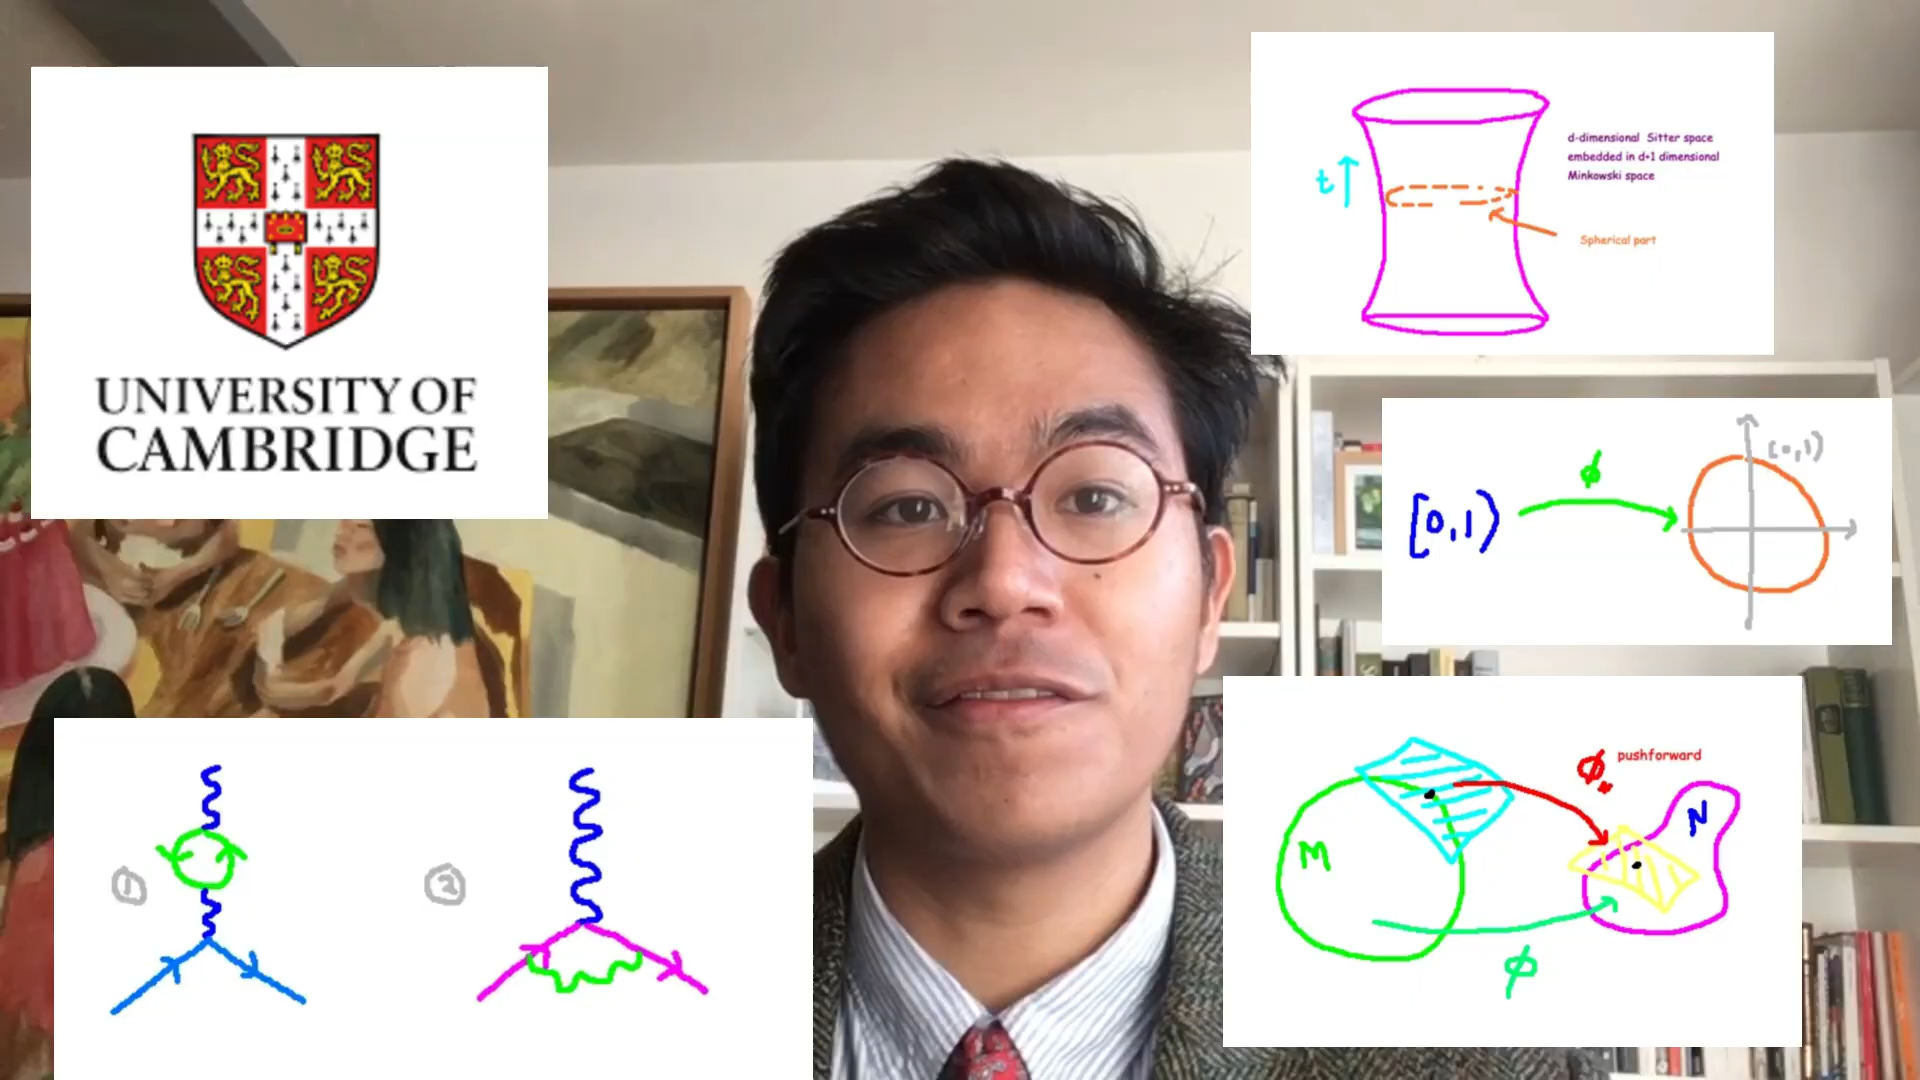 UNIVERSITY OF
CAMBRIDGE
t
d-dimensional Sitter space
embedded in d+1 dimensional
Minkowski space
Spherical part
[0,1)
ϕ
(0,1)
①
②
M
ϕ*
pushforward
N
ϕ